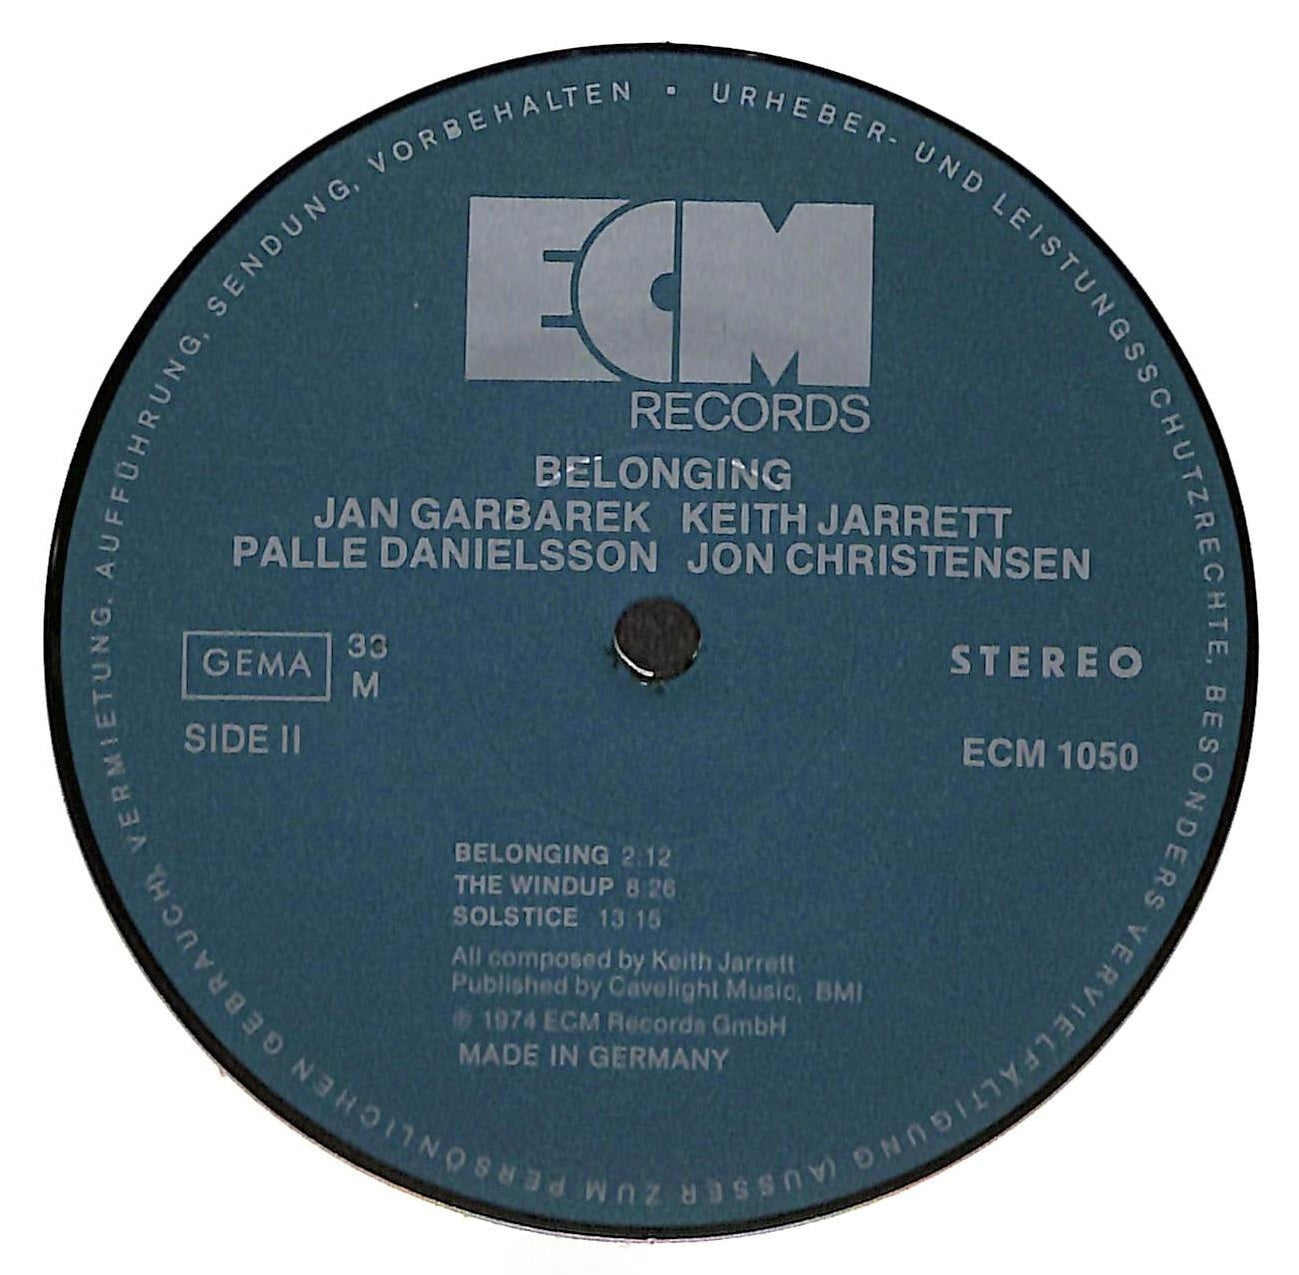 URHEBER- UND LEISTUNGSSCHUTZRECHTE, BESONDERS VERVIELFÄLTIGUNG (AUSSER ZUM PERSÖNLICHEN GEBRAUCH), VERMIETUNG, AUFFÜHRUNG, SENDUNG, VORBEHALTEN •
ECM
RECORDS
BELONGING
JAN GARBAREK KEITH JARRETT
PALLE DANIELSSON JON CHRISTENSEN
GEMA 33 STEREO
M
SIDE II ECM 1050
BELONGING 2.12
THE WINDUP 8:26
SOLSTICE 13 15
All composed by Keith Jarrett
Published by Cavelight Music, BMI
℗ 1974 ECM Records GmbH
MADE IN GERMANY